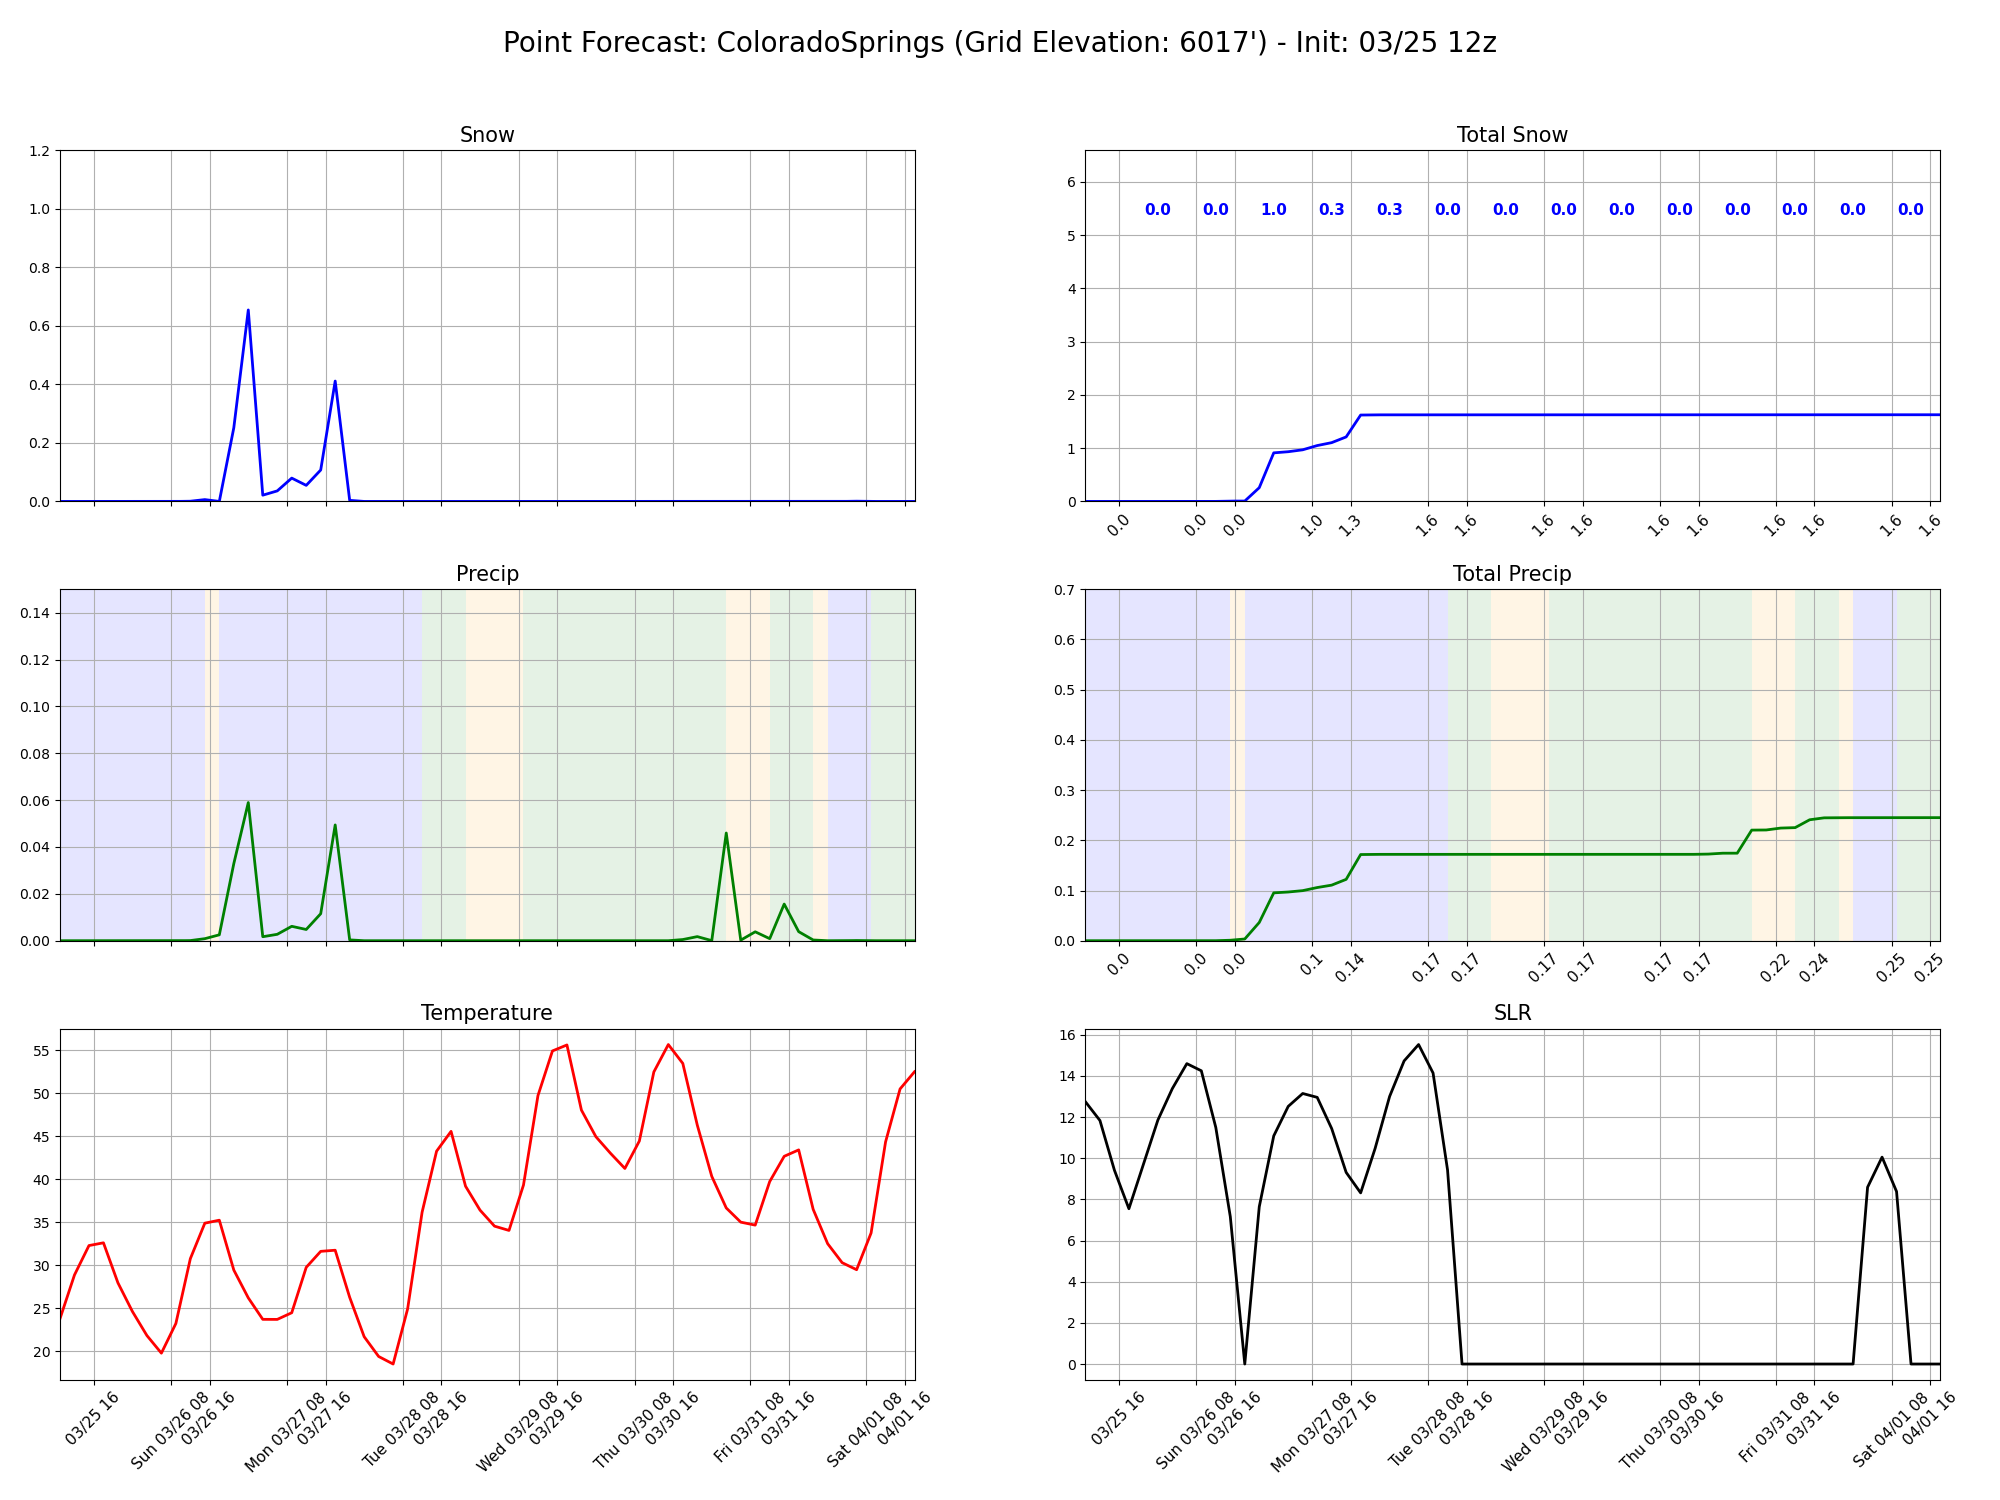 Point Forecast: ColoradoSprings (Grid Elevation: 6017') - Init: 03/25 12z
Snow
1.2
1.0
0.8
0.6
0.4
0.2
0.0
Total Snow
6
5
4
3
2
1
0
0.0 0.0 1.0 0.3 0.3 0.0 0.0 0.0 0.0 0.0 0.0 0.0 0.0 0.0
0.0 0.0 0.0 1.0 1.3 1.6 1.6 1.6 1.6 1.6 1.6 1.6 1.6 1.6 1.6
Precip
0.14
0.12
0.10
0.08
0.06
0.04
0.02
0.00
Total Precip
0.7
0.6
0.5
0.4
0.3
0.2
0.1
0.0
0.0 0.0 0.0 0.1 0.14 0.17 0.17 0.17 0.17 0.17 0.17 0.22 0.24 0.25 0.25
Temperature
55
50
45
40
35
30
25
20
03/25 16
Sun 03/26 08
03/26 16
Mon 03/27 08
03/27 16
Tue 03/28 08
03/28 16
Wed 03/29 08
03/29 16
Thu 03/30 08
03/30 16
Fri 03/31 08
03/31 16
Sat 04/01 08
04/01 16
SLR
16
14
12
10
8
6
4
2
0
03/25 16
Sun 03/26 08
03/26 16
Mon 03/27 08
03/27 16
Tue 03/28 08
03/28 16
Wed 03/29 08
03/29 16
Thu 03/30 08
03/30 16
Fri 03/31 08
03/31 16
Sat 04/01 08
04/01 16